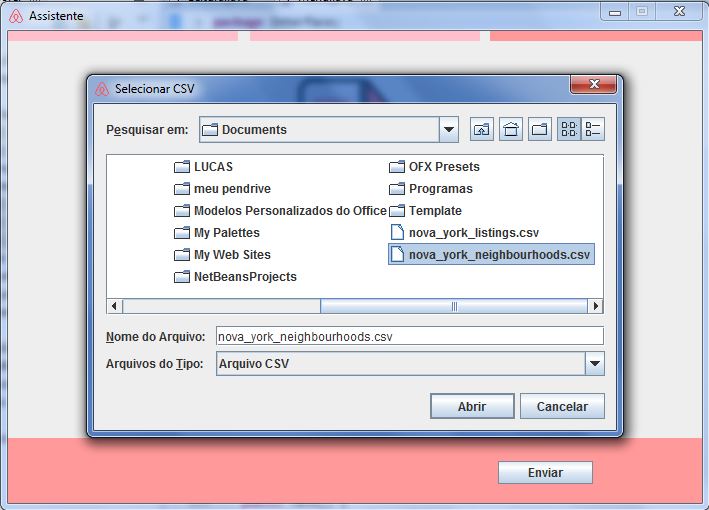 Assistente
Selecionar CSV
Pesquisar em:
Documents
LUCAS
meu pendrive
Modelos Personalizados do Office
My Palettes
My Web Sites
NetBeansProjects
OFX Presets
Programas
Template
nova_york_listings.csv
nova_york_neighbourhoods.csv
Nome do Arquivo:
nova_york_neighbourhoods.csv
Arquivos do Tipo:
Arquivo CSV
Abrir
Cancelar
Enviar